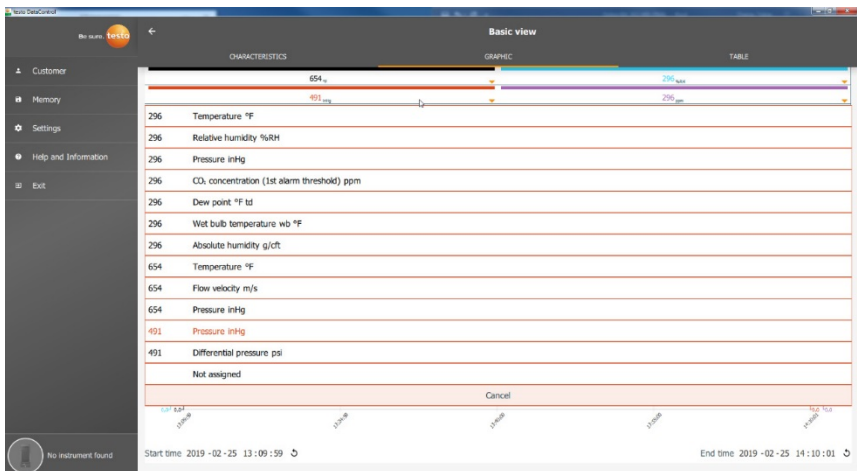 Testo DataControl
Be sure. testo
Basic view
CHARACTERISTICS GRAPHIC TABLE
Customer
Memory
Settings
Help and Information
Exit
654 296
491 inHg 296 ppm
296 Temperature °F
296 Relative humidity %RH
296 Pressure inHg
296 CO₂ concentration (1st alarm threshold) ppm
296 Dew point °F td
296 Wet bulb temperature wb °F
296 Absolute humidity g/cft
654 Temperature °F
654 Flow velocity m/s
654 Pressure inHg
491 Pressure inHg
491 Differential pressure psi
Not assigned
Cancel
No instrument found
Start time 2019 -02 -25 13 : 09 : 59
End time 2019 -02 -25 14 : 10 : 01